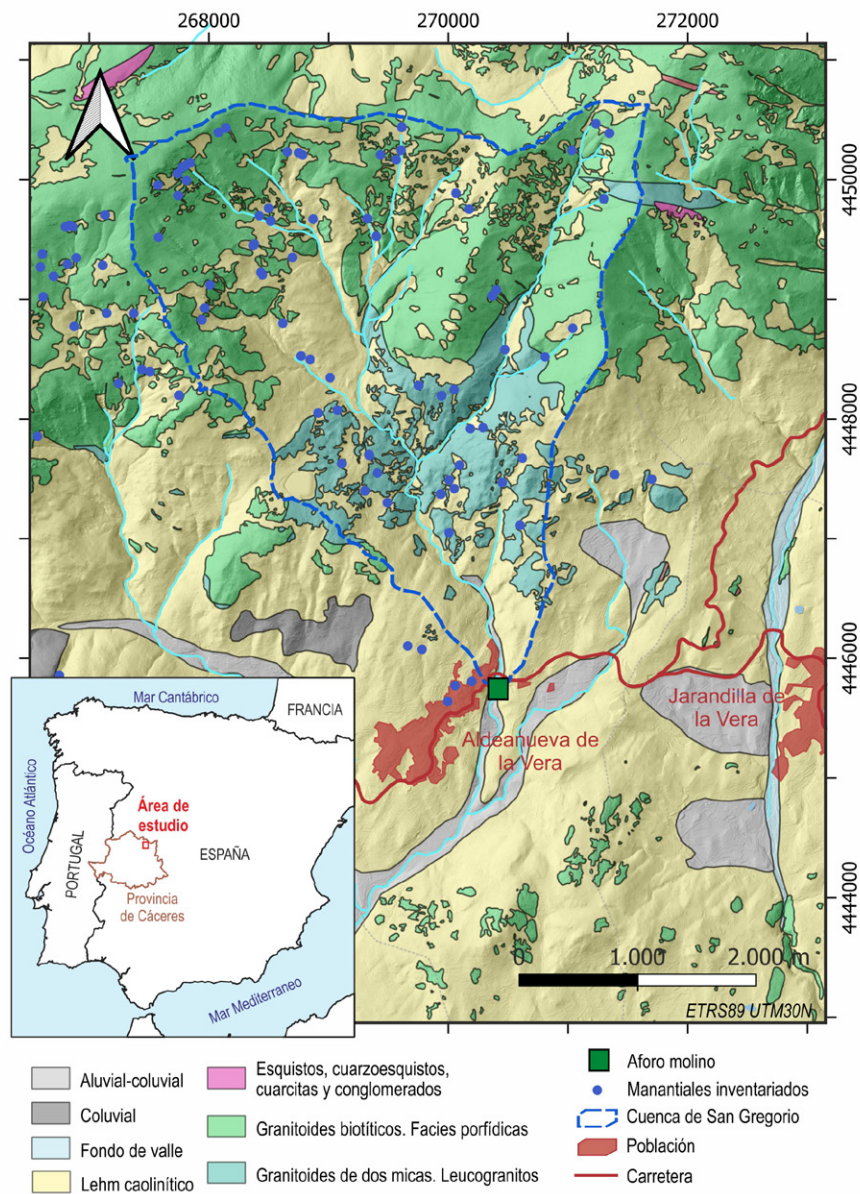 268000
270000
272000
4450000
4448000
4446000
4444000
Jarandilla de
la Vera
Aldeanueva de
la Vera
Mar Cantábrico
FRANCIA
Océano Atlántico
Área de
estudio
PORTUGAL
ESPAÑA
Provincia
de Cáceres
Mar Mediterraneo
0
1.000
2.000 m
ETRS89 UTM30N
Aluvial-coluvial
Coluvial
Fondo de valle
Lehm caolinítico
Esquistos, cuarzoesquistos,
cuarcitas y conglomerados
Granitoides biotíticos. Facies porfídicas
Granitoides de dos micas. Leucogranitos
Aforo molino
Manantiales inventariados
Cuenca de San Gregorio
Población
Carretera